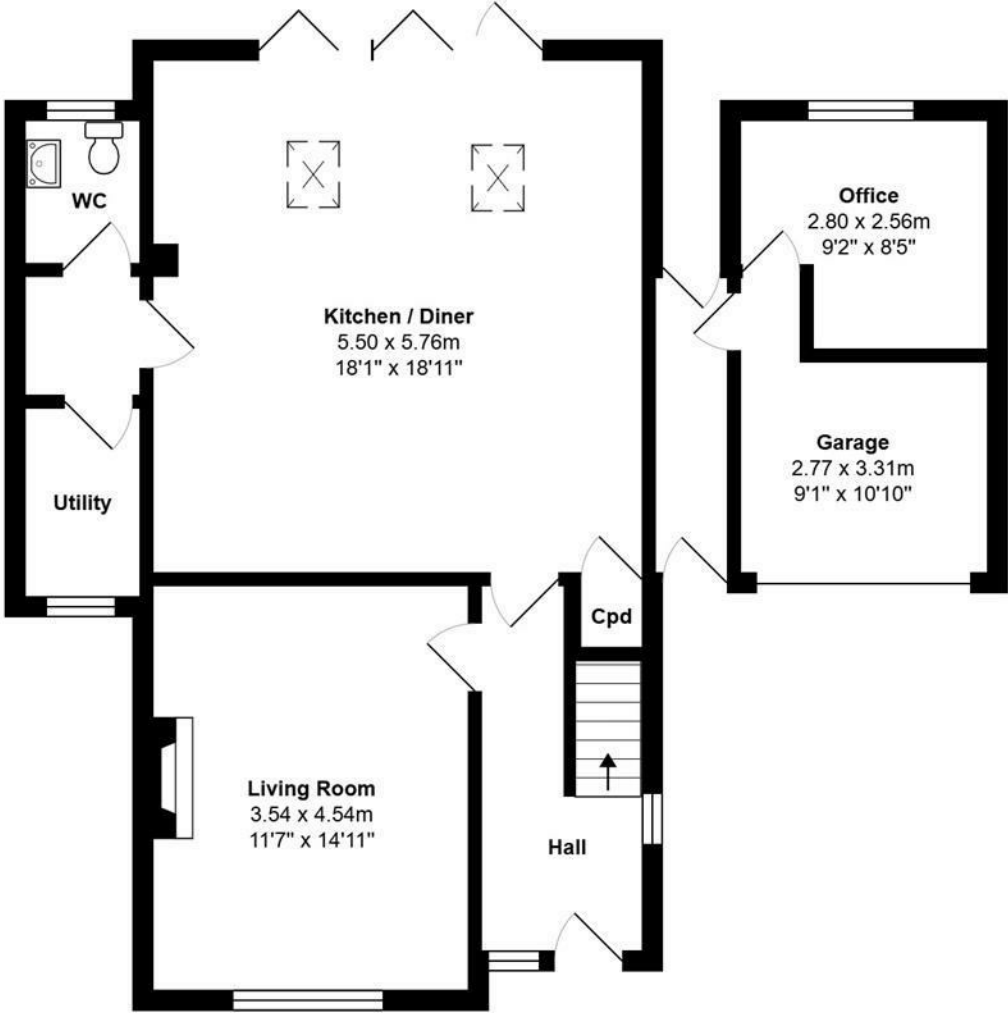 WC
Office
2.80 x 2.56m
9'2" x 8'5"
Kitchen / Diner
5.50 x 5.76m
18'1" x 18'11"
Garage
2.77 x 3.31m
9'1" x 10'10"
Utility
Cpd
Living Room
3.54 x 4.54m
11'7" x 14'11"
Hall